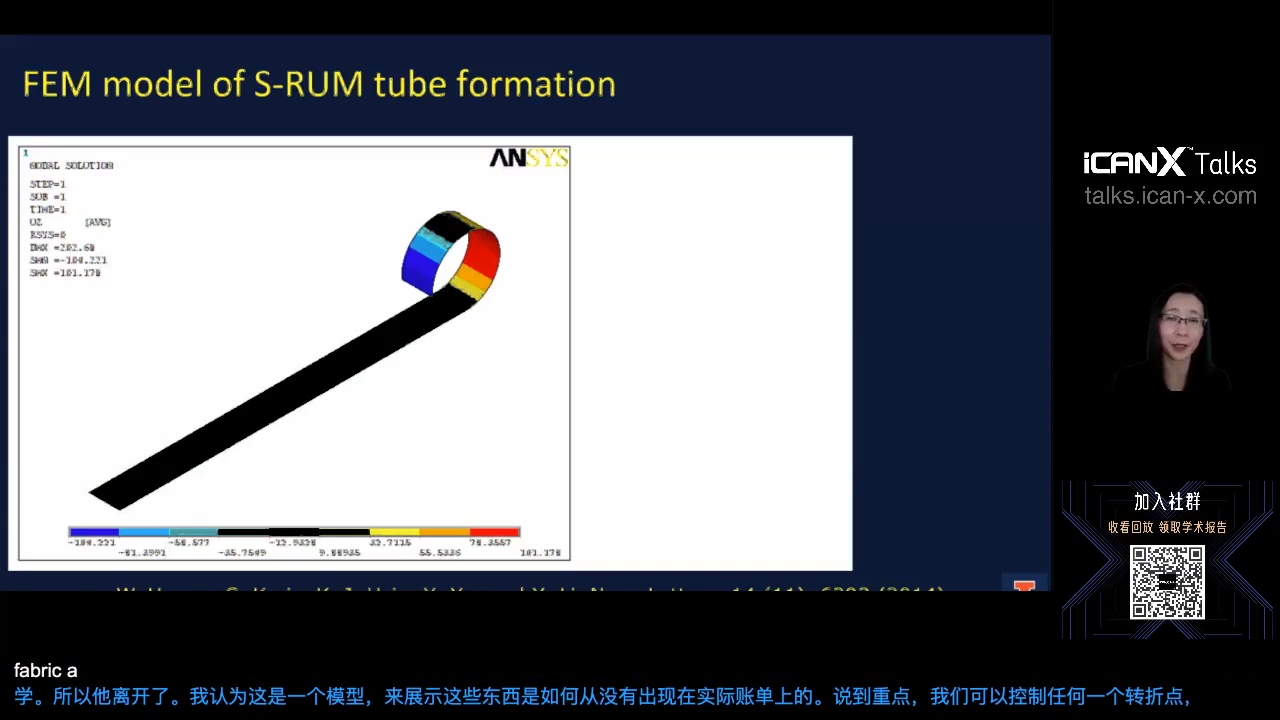 FEM model of S-RUM tube formation
1
NODAL SOLUTION
STEP=1
SUB =1
TIME=1
UZ (AVG)
RSYS=0
DMX =202.68
SMN =-104.221
SMX =101.178
ANSYS
-104.221
-58.577
-12.9328
32.7115
78.3557
-81.3991
-35.7549
9.88935
55.5336
101.178
iCANX Talks
talks.ican-x.com
加入社群
收看回放 领取学术报告
fabric a
学。所以他离开了。我认为这是一个模型，来展示这些东西是如何从没有出现在实际账单上的。说到重点，我们可以控制任何一个转折点，